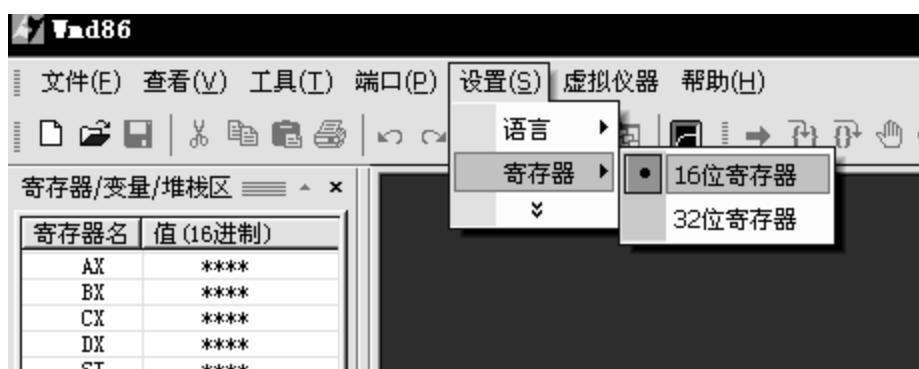 Wmd86
文件(F) 查看(V) 工具(T) 端口(P) 设置(S) 虚拟仪器 帮助(H)
语言
寄存器
16位寄存器
32位寄存器
寄存器/变量/堆栈区
寄存器名 值(16进制)
AX ****
BX ****
CX ****
DX ****